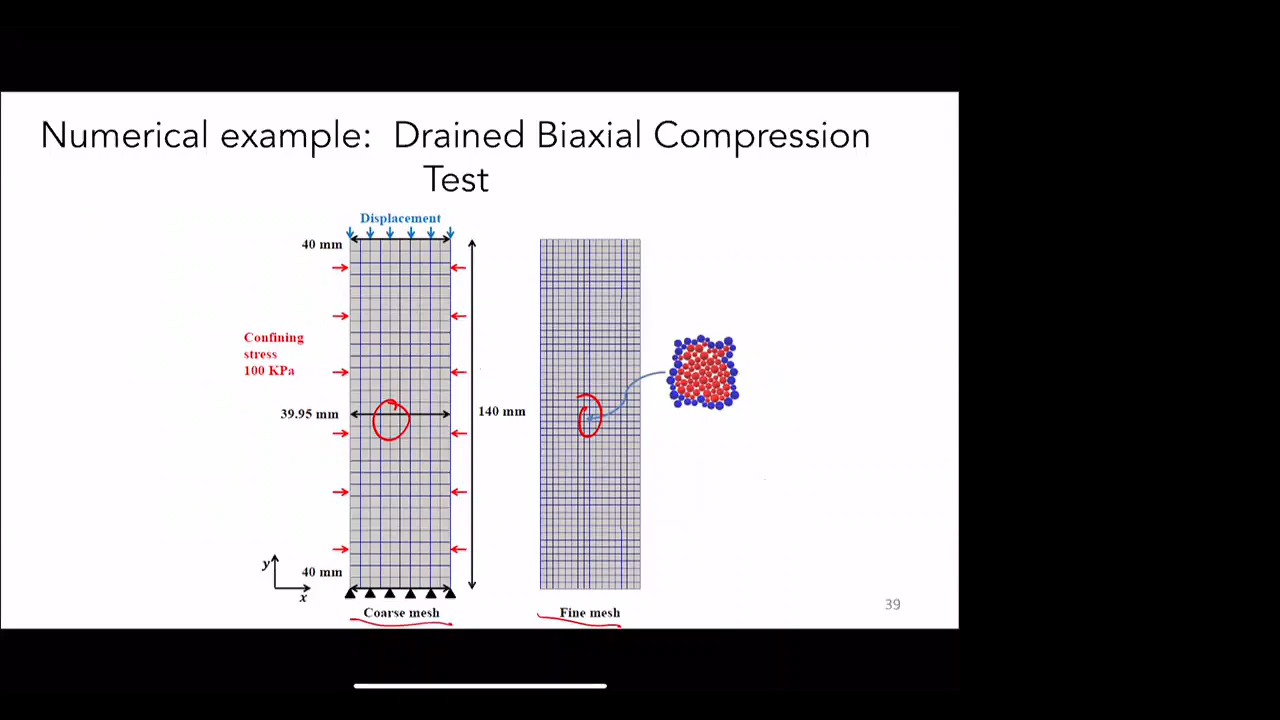 Numerical example: Drained Biaxial Compression
Test
Displacement
40 mm
Confining
stress
100 KPa
39.95 mm
140 mm
y
40 mm
x
Coarse mesh
Fine mesh
39